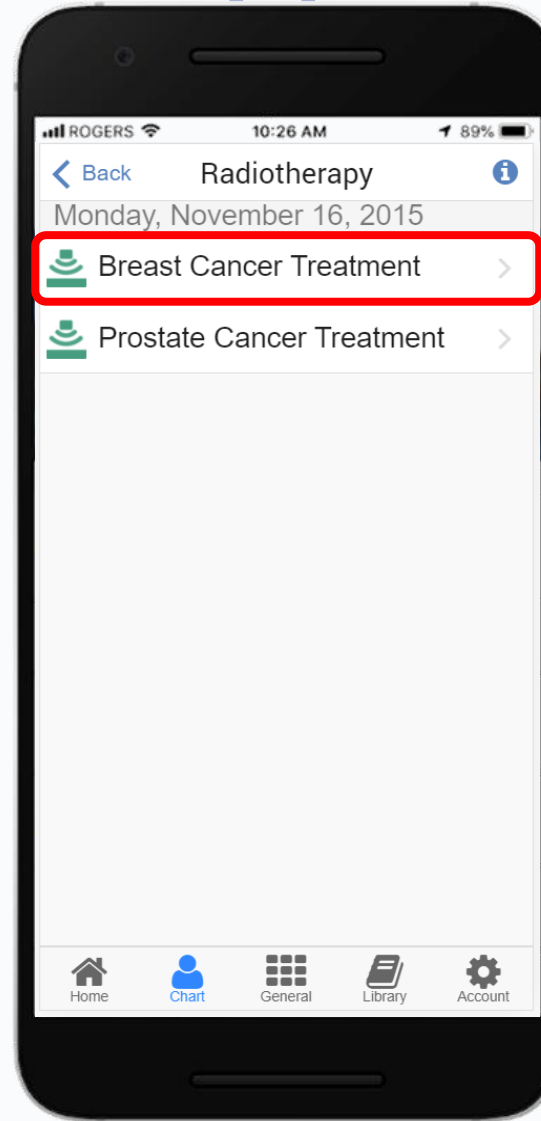 ROGERS 10:26 AM 89%
Back Radiotherapy
Monday, November 16, 2015
Breast Cancer Treatment
Prostate Cancer Treatment
Home Chart General Library Account